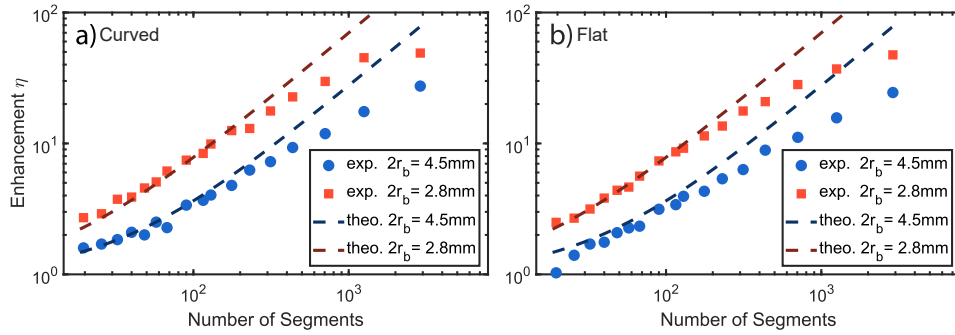 a) Curved
Enhancement η
10^2
10^1
10^0
exp. 2r_b = 4.5mm
exp. 2r_b = 2.8mm
theo. 2r_b = 4.5mm
theo. 2r_b = 2.8mm
10^2
10^3
Number of Segments
b) Flat
10^2
10^1
10^0
exp. 2r_b = 4.5mm
exp. 2r_b = 2.8mm
theo. 2r_b = 4.5mm
theo. 2r_b = 2.8mm
10^2
10^3
Number of Segments